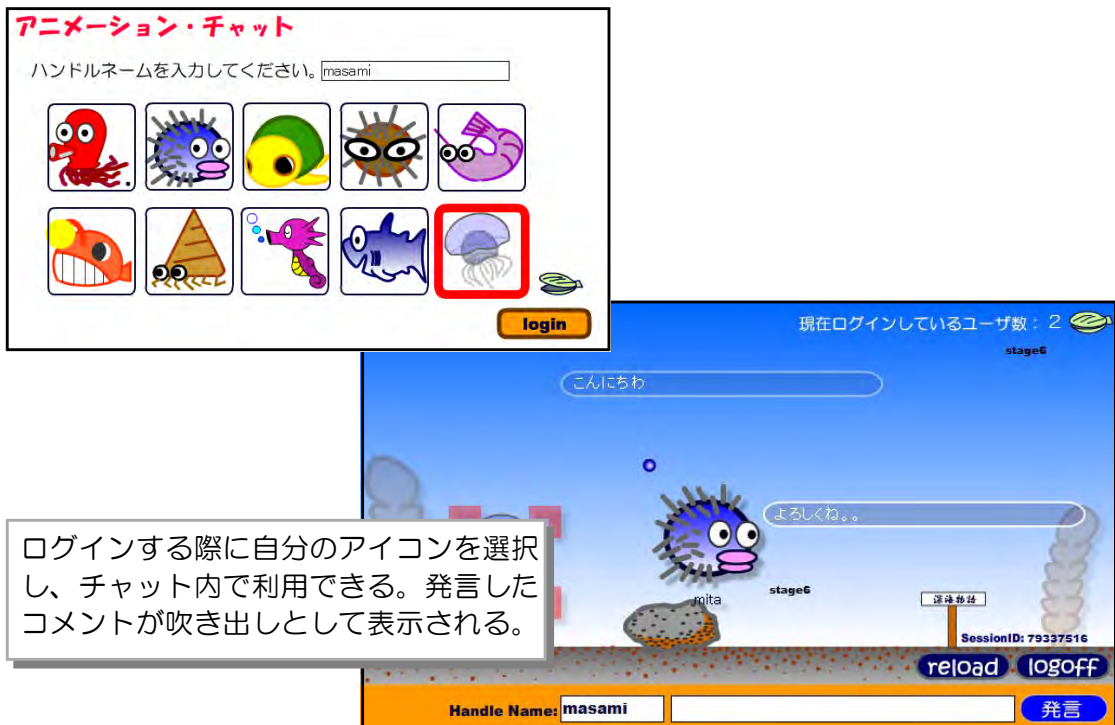 アニメーション・チャット
ハンドルネームを入力してください。 masami
login
現在ログインしているユーザ数： 2
stage6
こんにちわ
よろしくね。。
ログインする際に自分のアイコンを選択
し、チャット内で利用できる。発言した
コメントが吹き出しとして表示される。
mita
stage6
深海物語
SessionID: 79337516
reload logoff
Handle Name: masami 発言